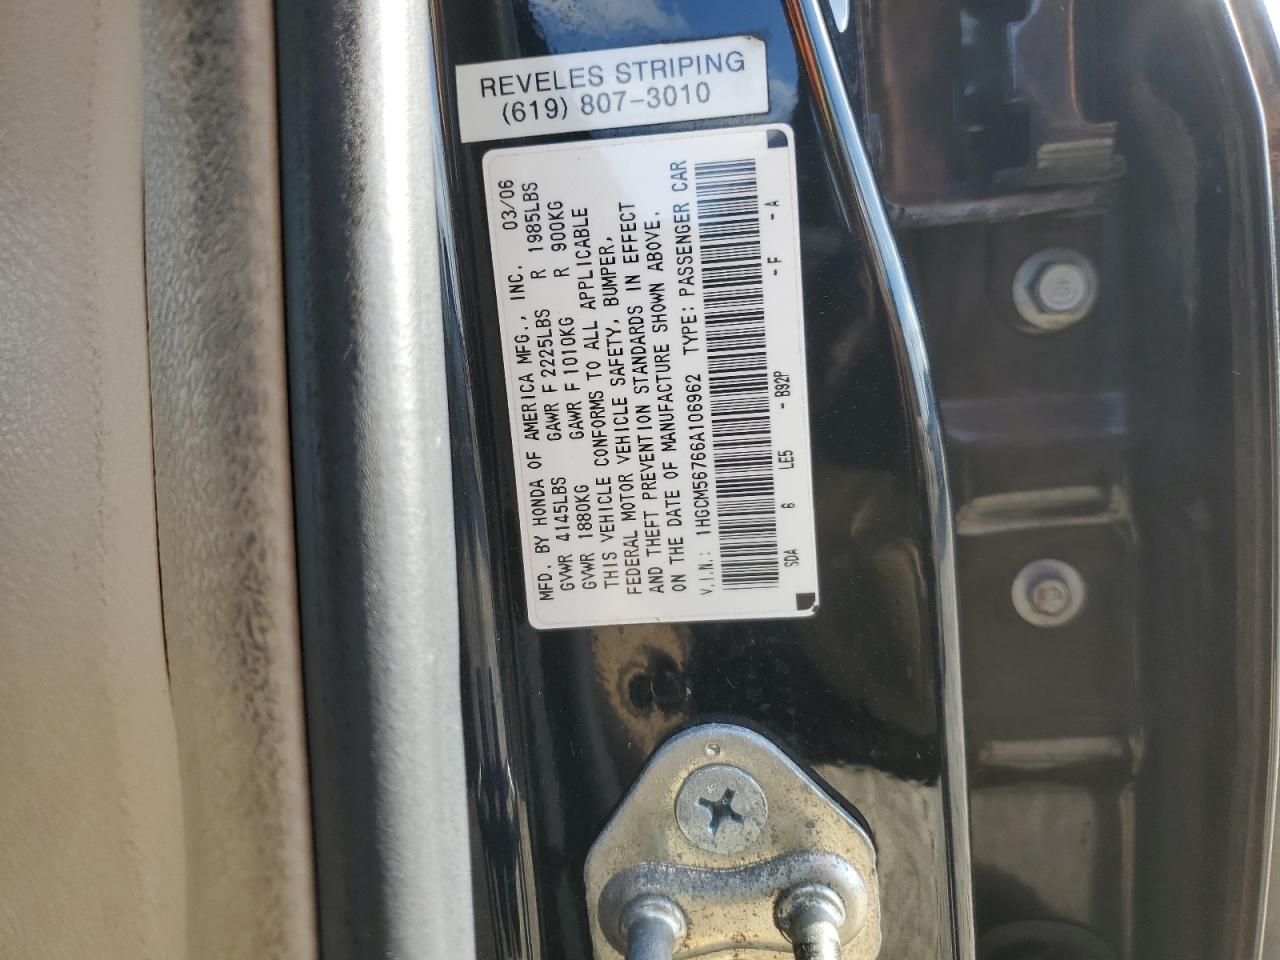 REVELES STRIPING
(619) 807-3010
MFD. BY HONDA OF AMERICA MFG., INC. 03/06
GVWR 4145LBS GAWR F 2225LBS R 1985LBS
GVWR 1880KG GAWR F 1010KG R 900KG
THIS VEHICLE CONFORMS TO ALL APPLICABLE
FEDERAL MOTOR VEHICLE SAFETY, BUMPER,
AND THEFT PREVENTION STANDARDS IN EFFECT
ON THE DATE OF MANUFACTURE SHOWN ABOVE.
V.I.N.: 1HGCM56766A106962 TYPE: PASSENGER CAR
SDA 6 LE5 - B92P - F - A